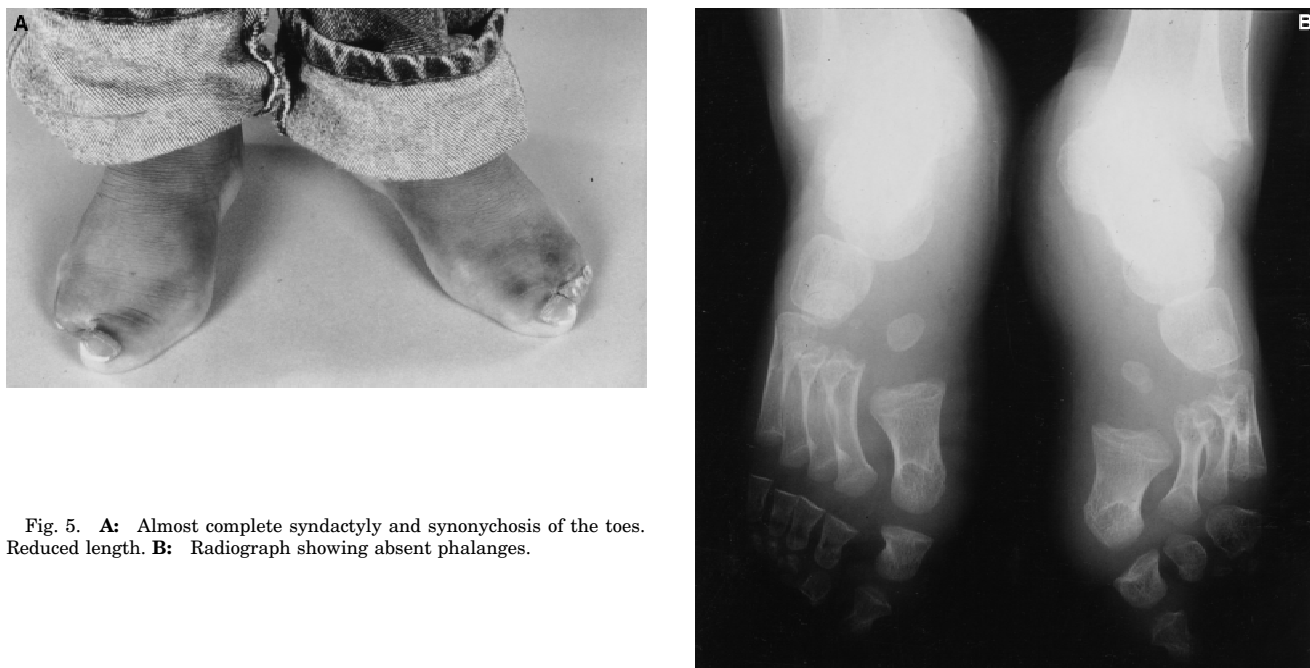 A
B
Fig. 5. A: Almost complete syndactyly and synonychosis of the toes.
Reduced length. B: Radiograph showing absent phalanges.